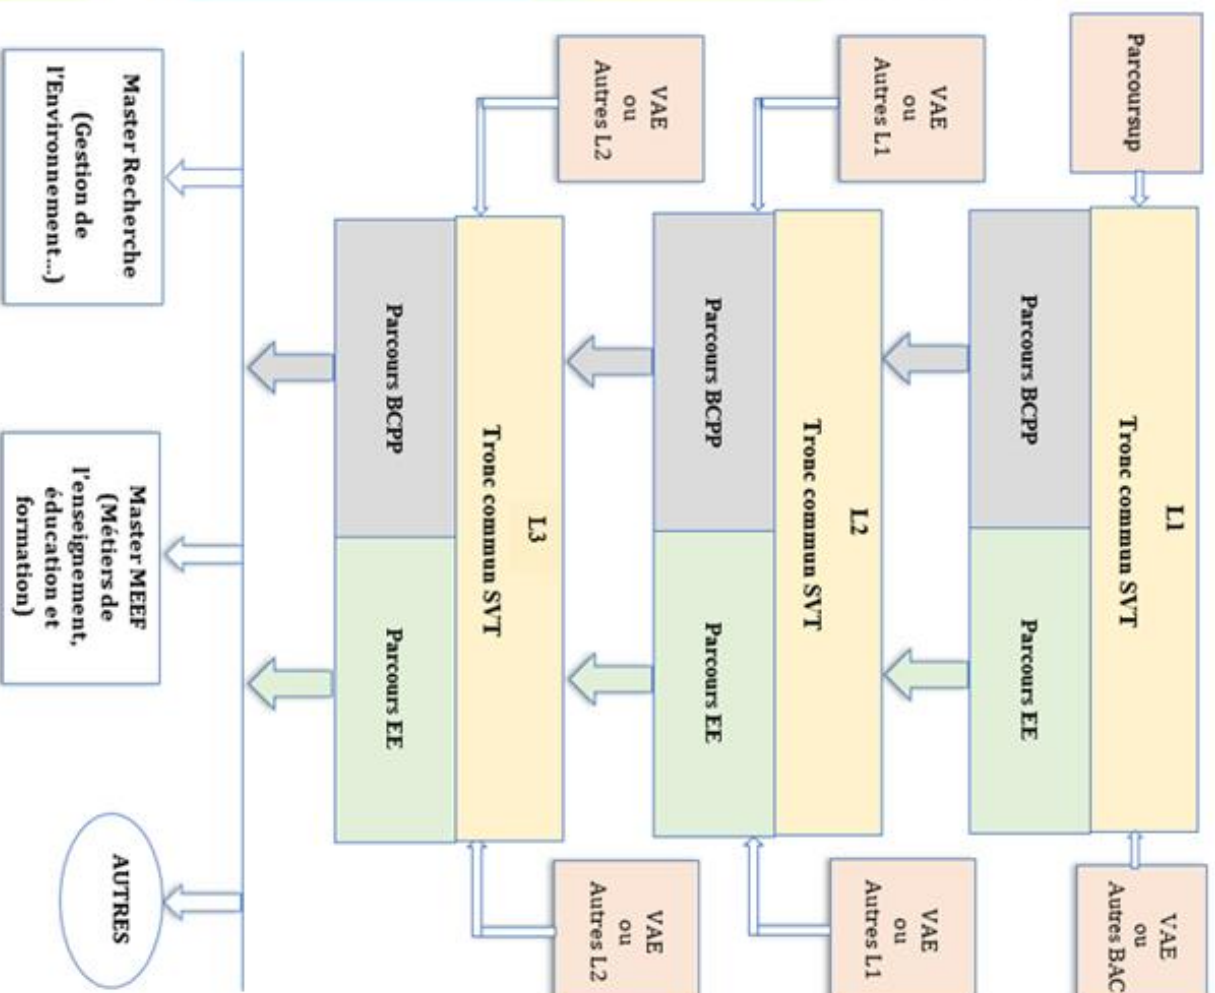 Parcoursup
L1
Tronc commun SVT
VAE
ou
Autres BAC
Parcours BCPP
Parcours EE
VAE
ou
Autres L1
L2
Tronc commun SVT
VAE
ou
Autres L1
Parcours BCPP
Parcours EE
VAE
ou
Autres L2
L3
Tronc commun SVT
VAE
ou
Autres L2
Parcours BCPP
Parcours EE
Master Recherche
(Gestion de
l'Environnement...)
Master MEEF
(Métiers de
l'enseignement,
éducation et
formation)
AUTRES